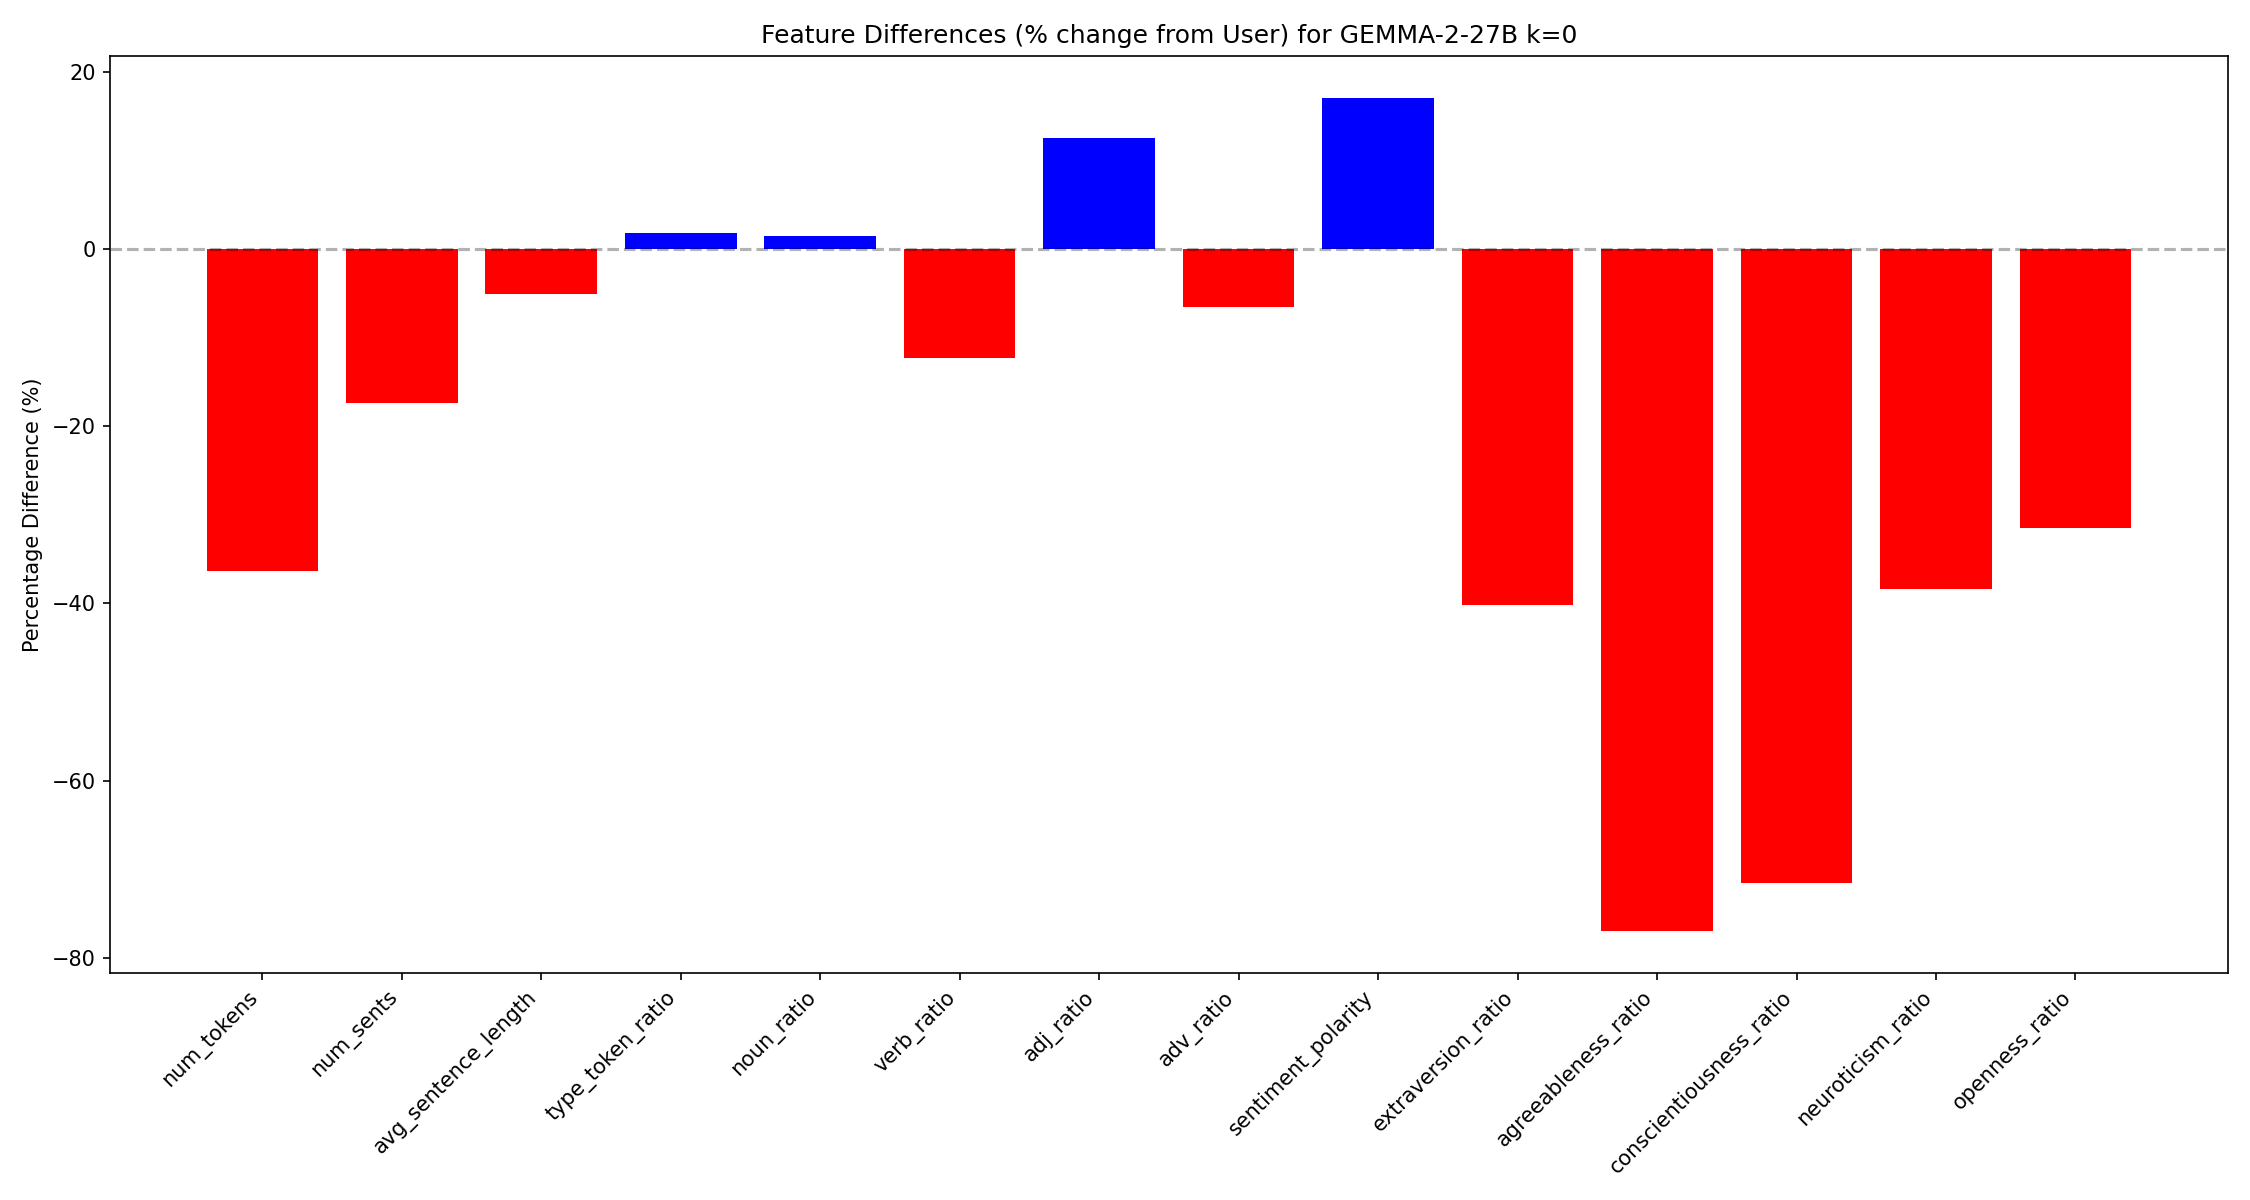 Feature Differences (% change from User) for GEMMA-2-27B k=0
Percentage Difference (%)
20
0
−20
−40
−60
−80
num_tokens
num_sents
avg_sentence_length
type_token_ratio
noun_ratio
verb_ratio
adj_ratio
adv_ratio
sentiment_polarity
extraversion_ratio
agreeableness_ratio
conscientiousness_ratio
neuroticism_ratio
openness_ratio